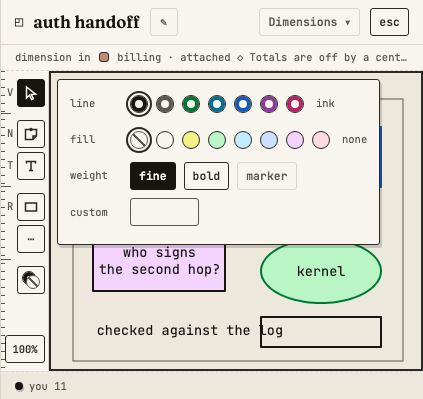 auth handoff
Dimensions ▾
esc
dimension in billing · attached ◇ Totals are off by a cent…
V
N
T
R
…
100%
line
ink
fill
none
weight
fine
bold
marker
custom
who signs
the second hop?
kernel
checked against the log
you 11